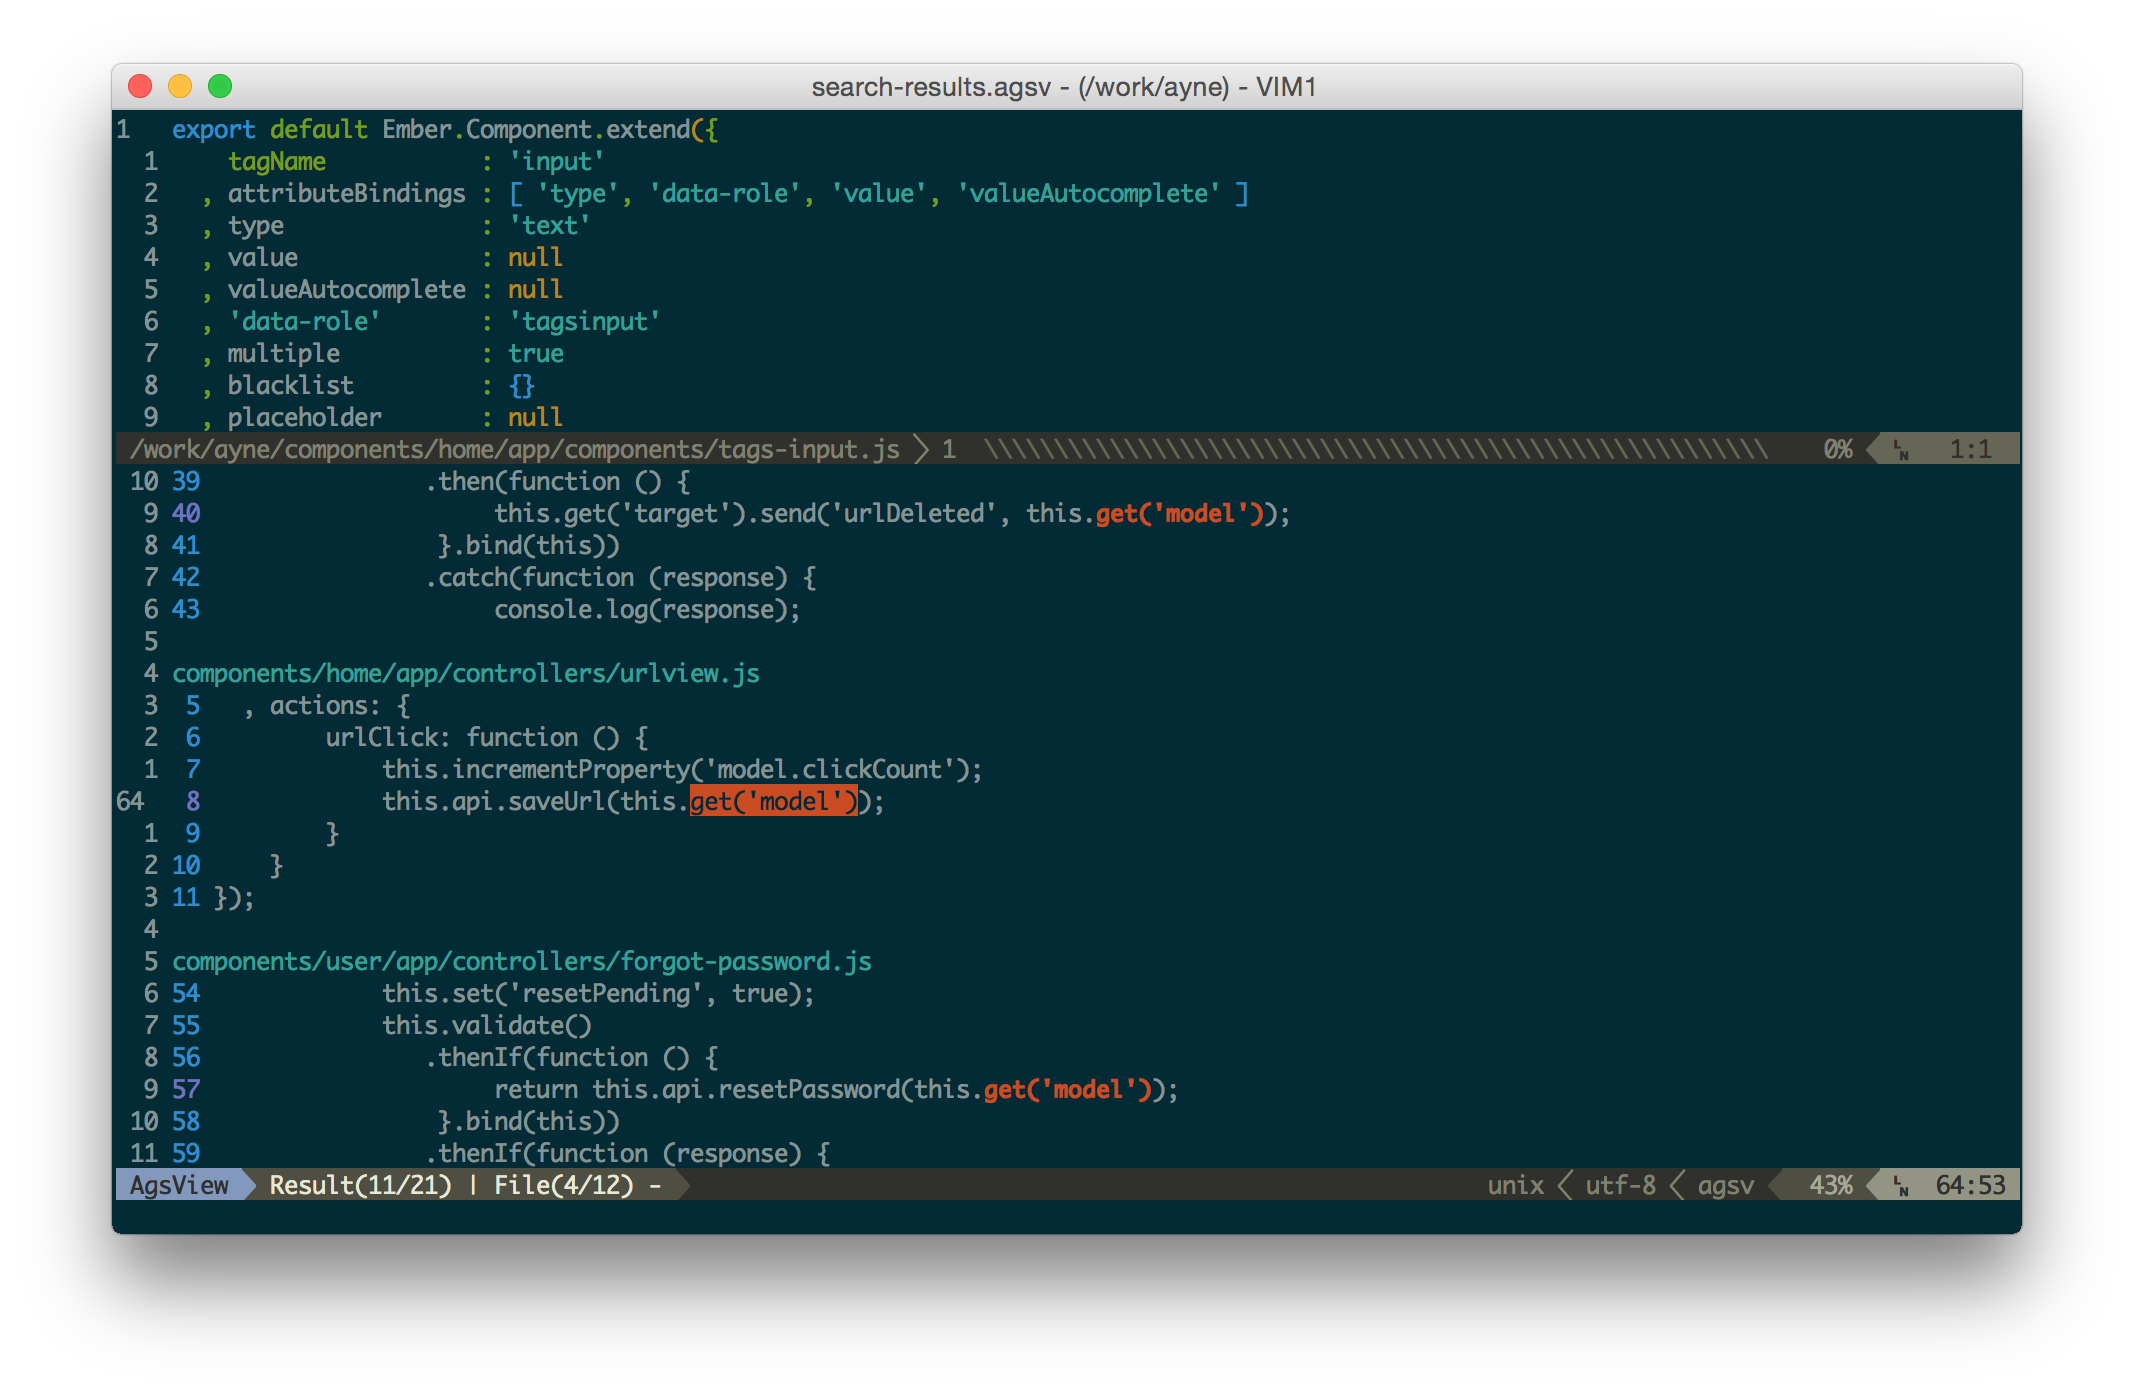 search-results.agsv - (/work/ayne) - VIM1
1   export default Ember.Component.extend({
  1     tagName           : 'input'
  2   , attributeBindings : [ 'type', 'data-role', 'value', 'valueAutocomplete' ]
  3   , type              : 'text'
  4   , value             : null
  5   , valueAutocomplete : null
  6   , 'data-role'       : 'tagsinput'
  7   , multiple          : true
  8   , blacklist         : {}
  9   , placeholder       : null
/work/ayne/components/home/app/components/tags-input.js 1 \\\\\\\\\\\\\\\\\\\\\\\\\\\\\\\\\\\\\\\\\\\\\\\\\\\\\\\\ 0% LN 1:1
 10 39                .then(function () {
  9 40                     this.get('target').send('urlDeleted', this.get('model'));
  8 41                 }.bind(this))
  7 42                .catch(function (response) {
  6 43                     console.log(response);
  5
  4 components/home/app/controllers/urlview.js
  3  5   , actions: {
  2  6         urlClick: function () {
  1  7             this.incrementProperty('model.clickCount');
64   8             this.api.saveUrl(this.get('model'));
  1  9         }
  2 10     }
  3 11 });
  4
  5 components/user/app/controllers/forgot-password.js
  6 54             this.set('resetPending', true);
  7 55             this.validate()
  8 56                .thenIf(function () {
  9 57                     return this.api.resetPassword(this.get('model'));
 10 58                 }.bind(this))
 11 59                .thenIf(function (response) {
AgsView Result(11/21) | File(4/12) - unix utf-8 agsv 43% LN 64:53